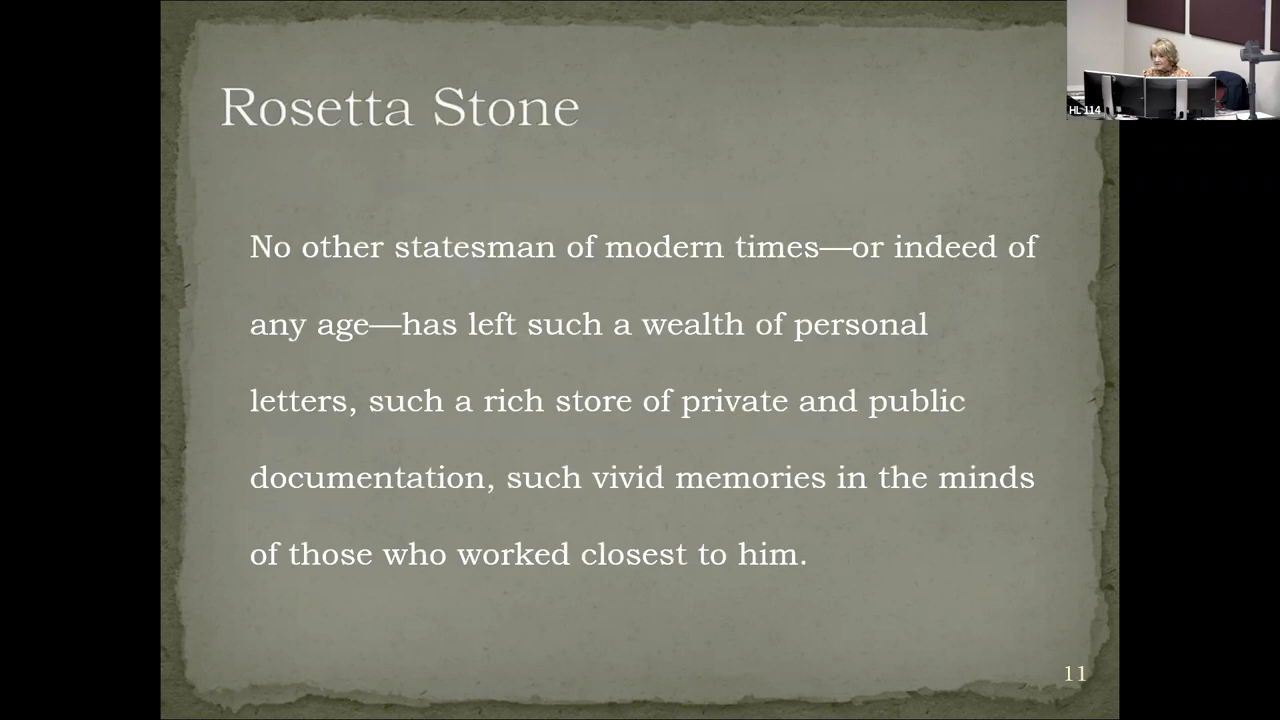 Rosetta Stone
No other statesman of modern times—or indeed of
any age—has left such a wealth of personal
letters, such a rich store of private and public
documentation, such vivid memories in the minds
of those who worked closest to him.
11
HL 114